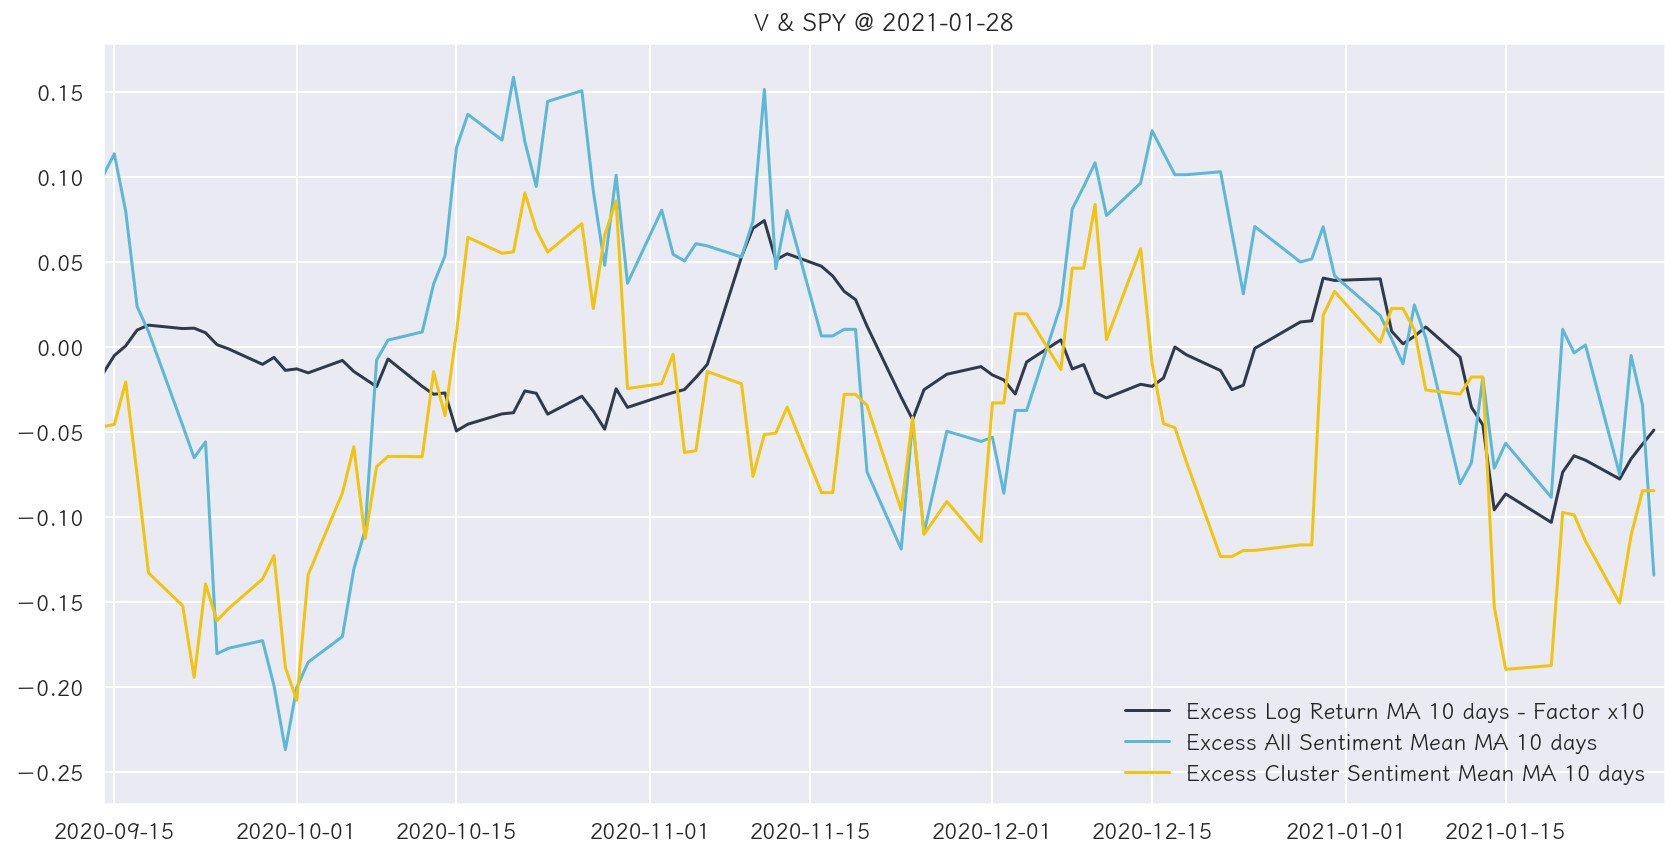 V & SPY @ 2021-01-28
0.15
0.10
0.05
0.00
−0.05
−0.10
−0.15
−0.20
−0.25
Excess Log Return MA 10 days - Factor x10
Excess All Sentiment Mean MA 10 days
Excess Cluster Sentiment Mean MA 10 days
2020-09-15 2020-10-01 2020-10-15 2020-11-01 2020-11-15 2020-12-01 2020-12-15 2021-01-01 2021-01-15